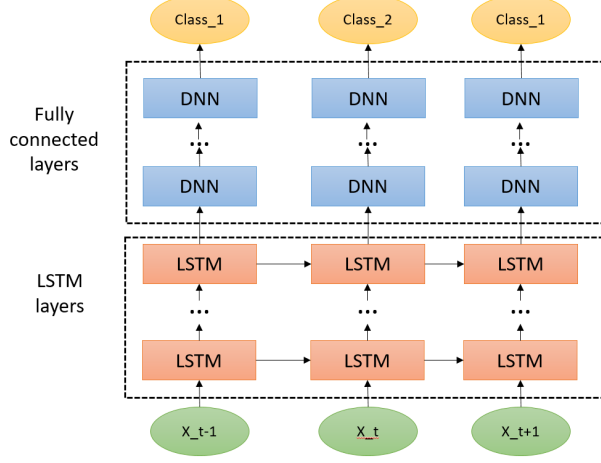 Class_1 Class_2 Class_1
DNN DNN DNN
... ... ...
Fully
connected
layers
DNN DNN DNN
LSTM LSTM LSTM
LSTM
layers
... ... ...
LSTM LSTM LSTM
X_t-1 X_t X_t+1